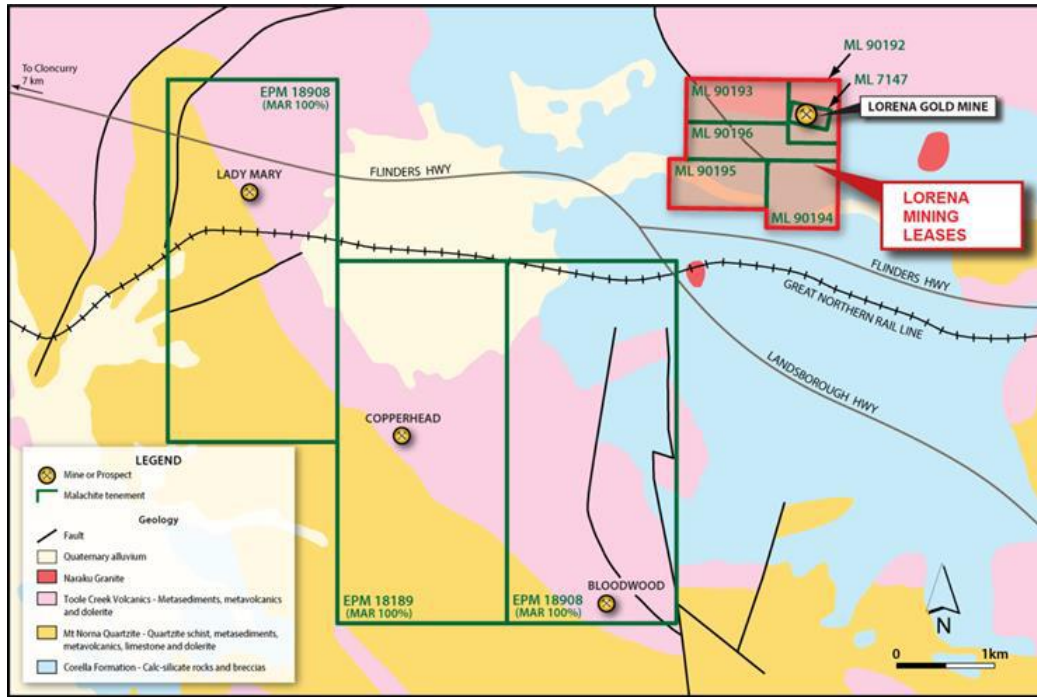 To Cloncurry
7 km
EPM 18908
(MAR 100%)
LADY MARY
FLINDERS HWY
ML 90192
ML 7147
ML 90193
LORENA GOLD MINE
ML 90196
ML 90195
ML 90194
LORENA
MINING
LEASES
FLINDERS HWY
GREAT NORTHERN RAIL LINE
LANDSBOROUGH HWY
COPPERHEAD
BLOODWOOD
EPM 18189
(MAR 100%)
EPM 18908
(MAR 100%)
LEGEND
Mine or Prospect
Malachite tenement
Geology
Fault
Quaternary alluvium
Naraku Granite
Toole Creek Volcanics - Metasediments, metavolcanics
and dolerite
Mt Norna Quartzite - Quartzite schist, metasediments,
metavolcanics, limestone and dolerite
Corella Formation - Calc-silicate rocks and breccias
N
0 1km